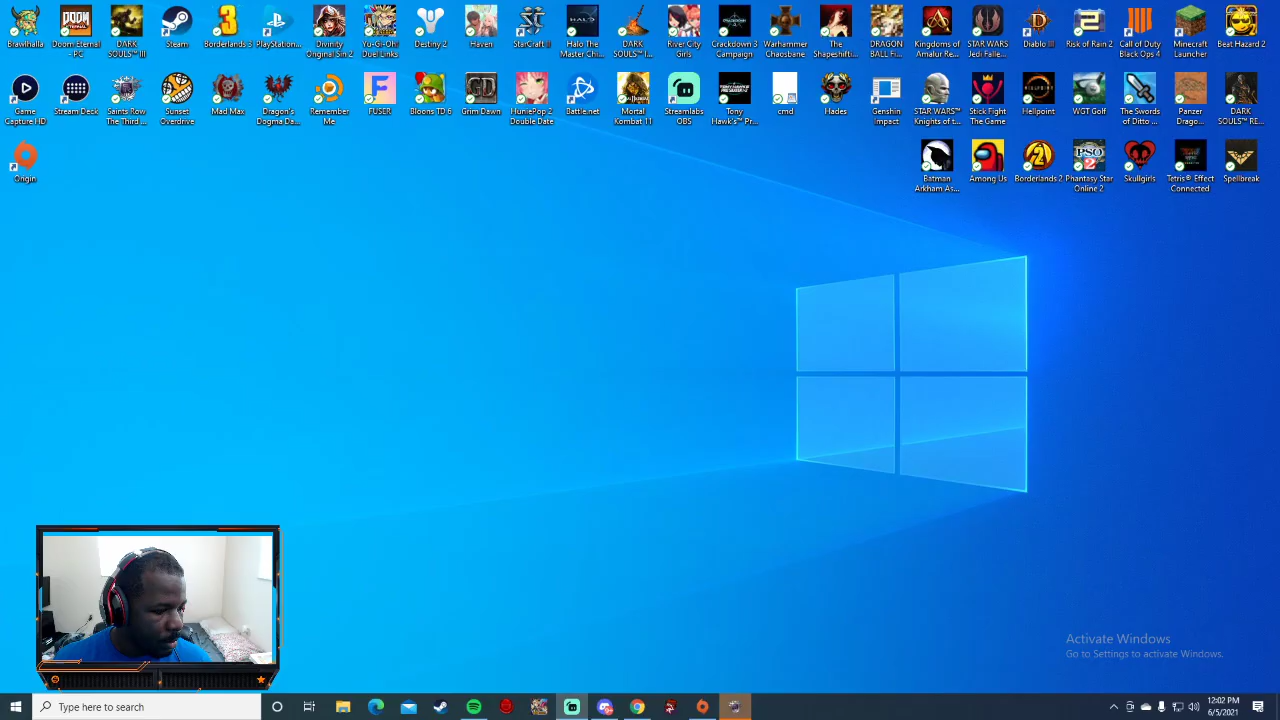 Brawlhalla
Doom Eternal PC
DARK SOULS™ III
Steam
Borderlands 3
PlayStation...
Divinity Original Sin 2
Yu-Gi-Oh! Duel Links
Destiny 2
Haven
StarCraft II
Halo The Master Chi...
DARK SOULS™ I...
River City Girls
Crackdown 3 Campaign
Warhammer Chaosbane
The Shapeshifti...
DRAGON BALL Fi...
Kingdoms of Amalur Re...
STAR WARS Jedi Falle...
Diablo III
Risk of Rain 2
Call of Duty Black Ops 4
Minecraft Launcher
Beat Hazard 2
Game Capture HD
Stream Deck
Saints Row The Third ...
Sunset Overdrive
Mad Max
Dragon's Dogma Da...
Remember Me
FUSER
Bloons TD 6
Grim Dawn
HuniePop 2 Double Date
Battle.net
Mortal Kombat 11
Streamlabs OBS
Tony Hawk's™ Pr...
cmd
Hades
Genshin Impact
STAR WARS™ Knights of t...
Stick Fight The Game
Hellpoint
WGT Golf
The Swords of Ditto ...
Panzer Drago...
DARK SOULS™ RE...
Origin
Batman Arkham As...
Among Us
Borderlands 2
Phantasy Star Online 2
Skullgirls
Tetris® Effect Connected
Spellbreak
Activate Windows
Go to Settings to activate Windows.
Type here to search
12:02 PM
6/5/2021